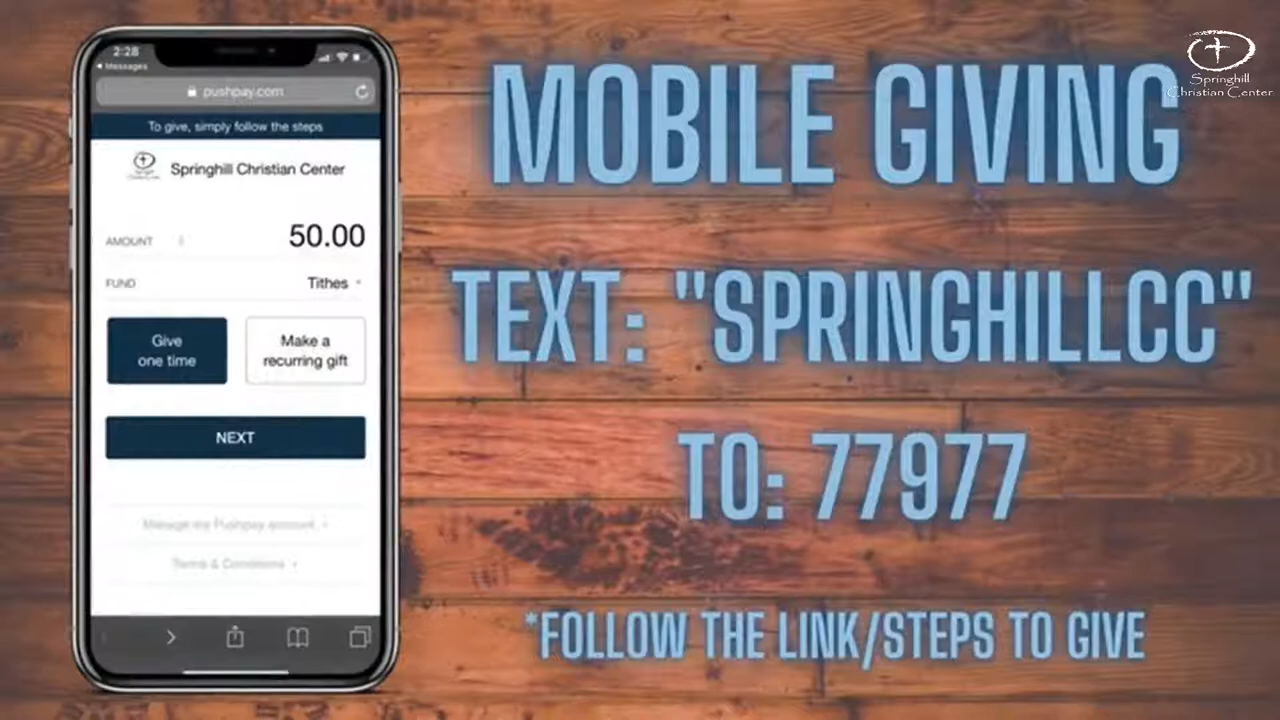 2:28
Messages
pushpay.com
To give, simply follow the steps
Springhill Christian Center
AMOUNT
50.00
FUND
Tithes
Give
one time
Make a
recurring gift
NEXT
Manage my Pushpay account
Terms & Conditions
MOBILE GIVING
TEXT: "SPRINGHILLCC"
TO: 77977
*FOLLOW THE LINK/STEPS TO GIVE
Springhill
Christian Center